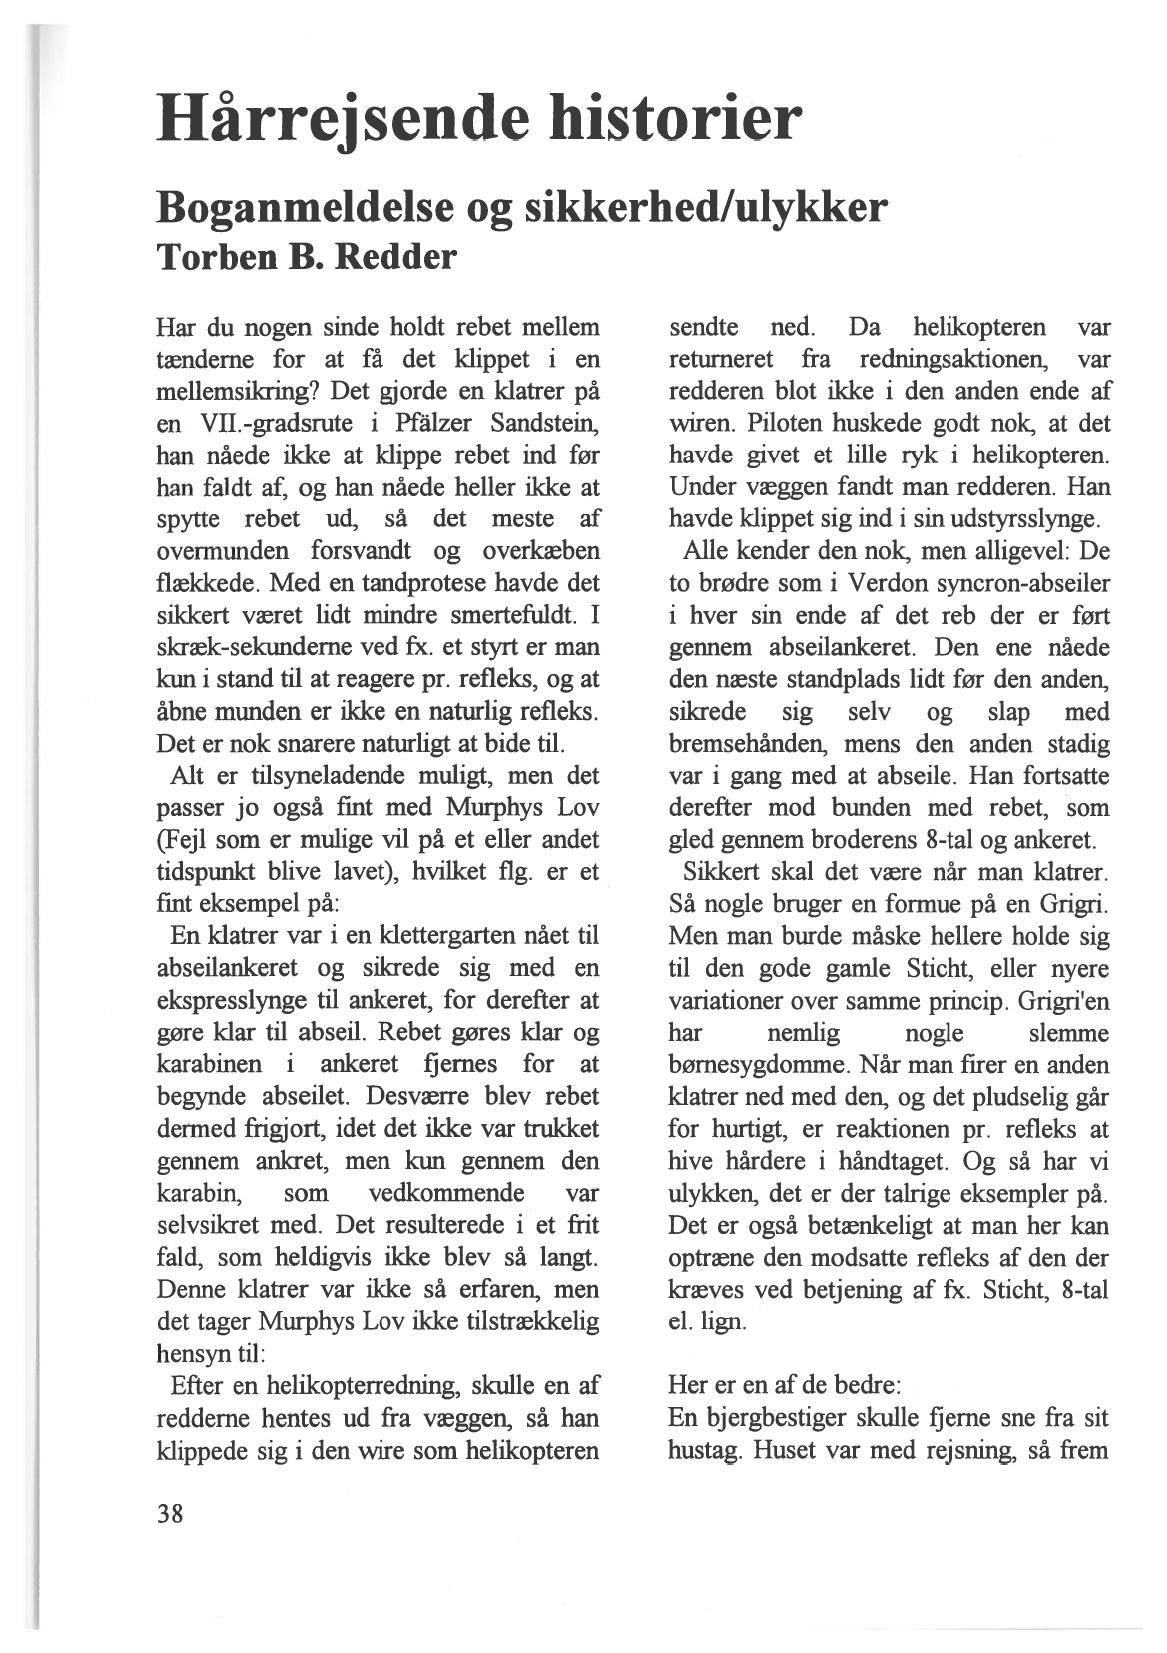 Hårrejsende historier
Boganmeldelse og sikkerhed/ulykker
Torben B. Redder
Har du nogen sinde holdt rebet mellem
tænderne for at få det klippet i en
mellemsikring? Det gjorde en klatrer på
en VII.-gradsrute i Pfälzer Sandstein,
han nåede ikke at klippe rebet ind før
han faldt af, og han nåede heller ikke at
spytte rebet ud, så det meste af
overmunden forsvandt og overkæben
flækkede. Med en tandprotese havde det
sikkert været lidt mindre smertefuldt. I
skræk-sekunderne ved fx. et styrt er man
kun i stand til at reagere pr. refleks, og at
åbne munden er ikke en naturlig refleks.
Det er nok snarere naturligt at bide til.
Alt er tilsyneladende muligt, men det
passer jo også fint med Murphys Lov
(Fejl som er mulige vil på et eller andet
tidspunkt blive lavet), hvilket flg. er et
fint eksempel på:
En klatrer var i en klettergarten nået til
abseilankeret og sikrede sig med en
ekspresslynge til ankeret, for derefter at
gøre klar til abseil. Rebet gøres klar og
karabinen i ankeret fjernes for at
begynde abseilet. Desværre blev rebet
dermed frigjort, idet det ikke var trukket
gennem ankret, men kun gennem den
karabin, som vedkommende var
selvsikret med. Det resulterede i et frit
fald, som heldigvis ikke blev så langt.
Denne klatrer var ikke så erfaren, men
det tager Murphys Lov ikke tilstrækkelig
hensyn til:
Efter en helikopterredning, skulle en af
redderne hentes ud fra væggen, så han
klippede sig i den wire som helikopteren
sendte ned. Da helikopteren var
returneret fra redningsaktionen, var
redderen blot ikke i den anden ende af
wiren. Piloten huskede godt nok, at det
havde givet et lille ryk i helikopteren.
Under væggen fandt man redderen. Han
havde klippet sig ind i sin udstyrsslynge.
Alle kender den nok, men alligevel: De
to brødre som i Verdon syncron-abseiler
i hver sin ende af det reb der er ført
gennem abseilankeret. Den ene nåede
den næste standplads lidt før den anden,
sikrede sig selv og slap med
bremsehånden, mens den anden stadig
var i gang med at abseile. Han fortsatte
derefter mod bunden med rebet, som
gled gennem broderens 8-tal og ankeret.
Sikkert skal det være når man klatrer.
Så nogle bruger en formue på en Grigri.
Men man burde måske hellere holde sig
til den gode gamle Sticht, eller nyere
variationer over samme princip. Grigri'en
har nemlig nogle slemme
børnesygdomme. Når man firer en anden
klatrer ned med den, og det pludselig går
for hurtigt, er reaktionen pr. refleks at
hive hårdere i håndtaget. Og så har vi
ulykken, det er der talrige eksempler på.
Det er også betænkeligt at man her kan
optræne den modsatte refleks af den der
kræves ved betjening af fx. Sticht, 8-tal
el. lign.
Her er en af de bedre:
En bjergbestiger skulle fjerne sne fra sit
hustag. Huset var med rejsning, så frem
38